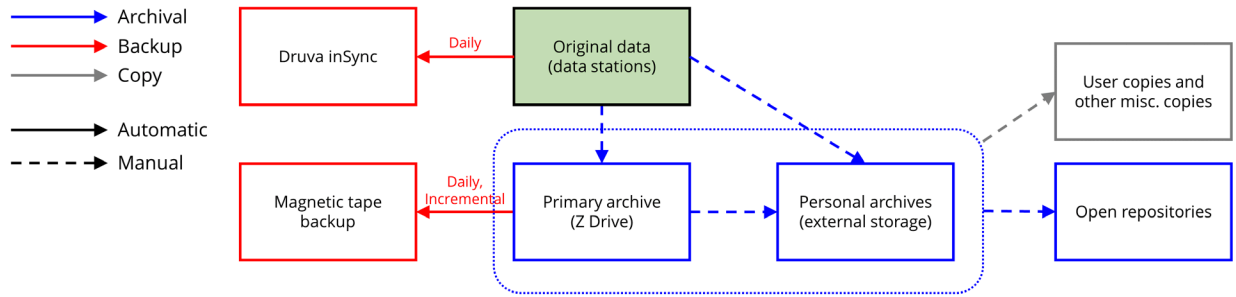 Archival
Backup
Copy
Automatic
Manual
Druva inSync
Daily
Original data
(data stations)
User copies and
other misc. copies
Magnetic tape
backup
Daily,
Incremental
Primary archive
(Z Drive)
Personal archives
(external storage)
Open repositories